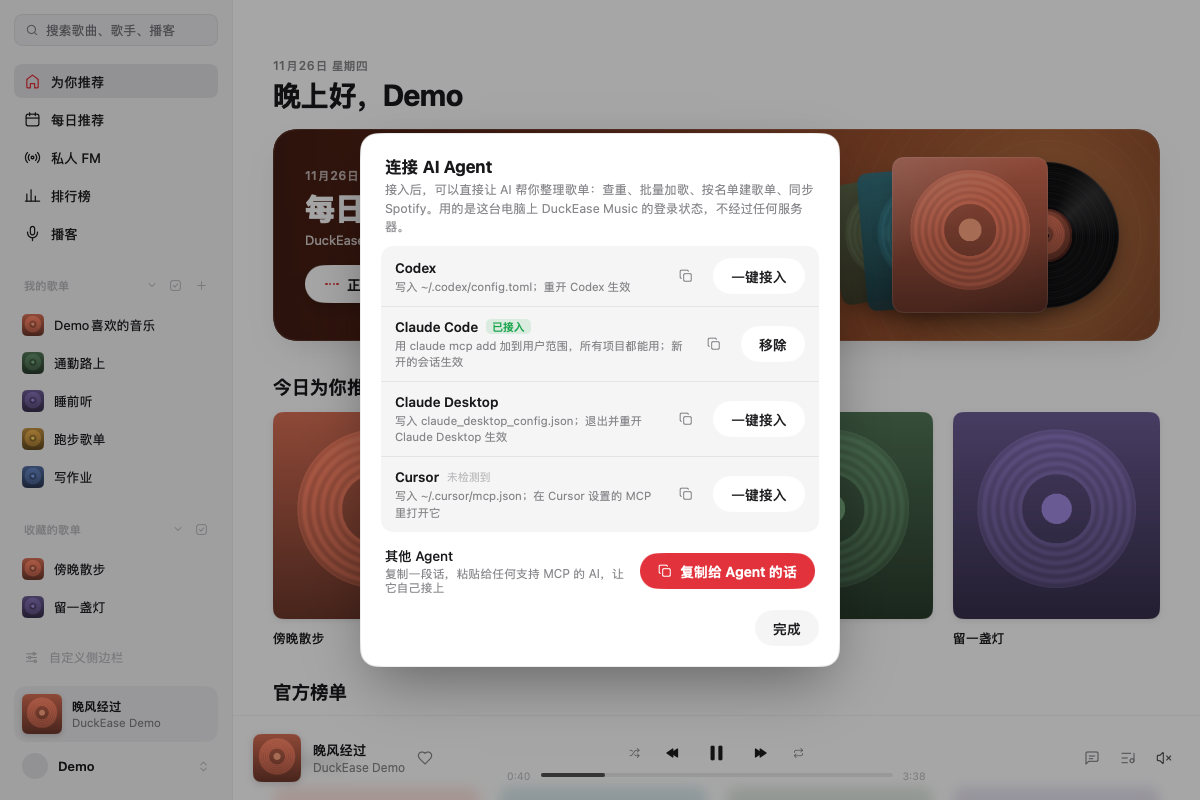 搜索歌曲、歌手、播客
为你推荐
每日推荐
私人 FM
排行榜
播客
我的歌单
Demo 喜欢的音乐
通勤路上
睡前听
跑步歌单
写作业
收藏的歌单
傍晚散步
留一盏灯
自定义侧边栏
晚风经过
DuckEase Demo
Demo
11月26日 星期四
晚上好，Demo
11月26日
每日
DuckEase
正
今日为你推
傍晚散步
留一盏灯
官方榜单
连接 AI Agent
接入后，可以直接让 AI 帮你整理歌单：查重、批量加歌、按名单建歌单、同步
Spotify。用的是这台电脑上 DuckEase Music 的登录状态，不经过任何服务
器。
Codex
写入 ~/.codex/config.toml；重开 Codex 生效
一键接入
Claude Code 已接入
用 claude mcp add 加到用户范围，所有项目都能用；新
开的会话生效
移除
Claude Desktop
写入 claude_desktop_config.json；退出并重开
Claude Desktop 生效
一键接入
Cursor 未检测到
写入 ~/.cursor/mcp.json；在 Cursor 设置的 MCP
里打开它
一键接入
其他 Agent
复制一段话，粘贴给任何支持 MCP 的 AI，让
它自己接上
复制给 Agent 的话
完成
晚风经过
DuckEase Demo
0:40
3:38